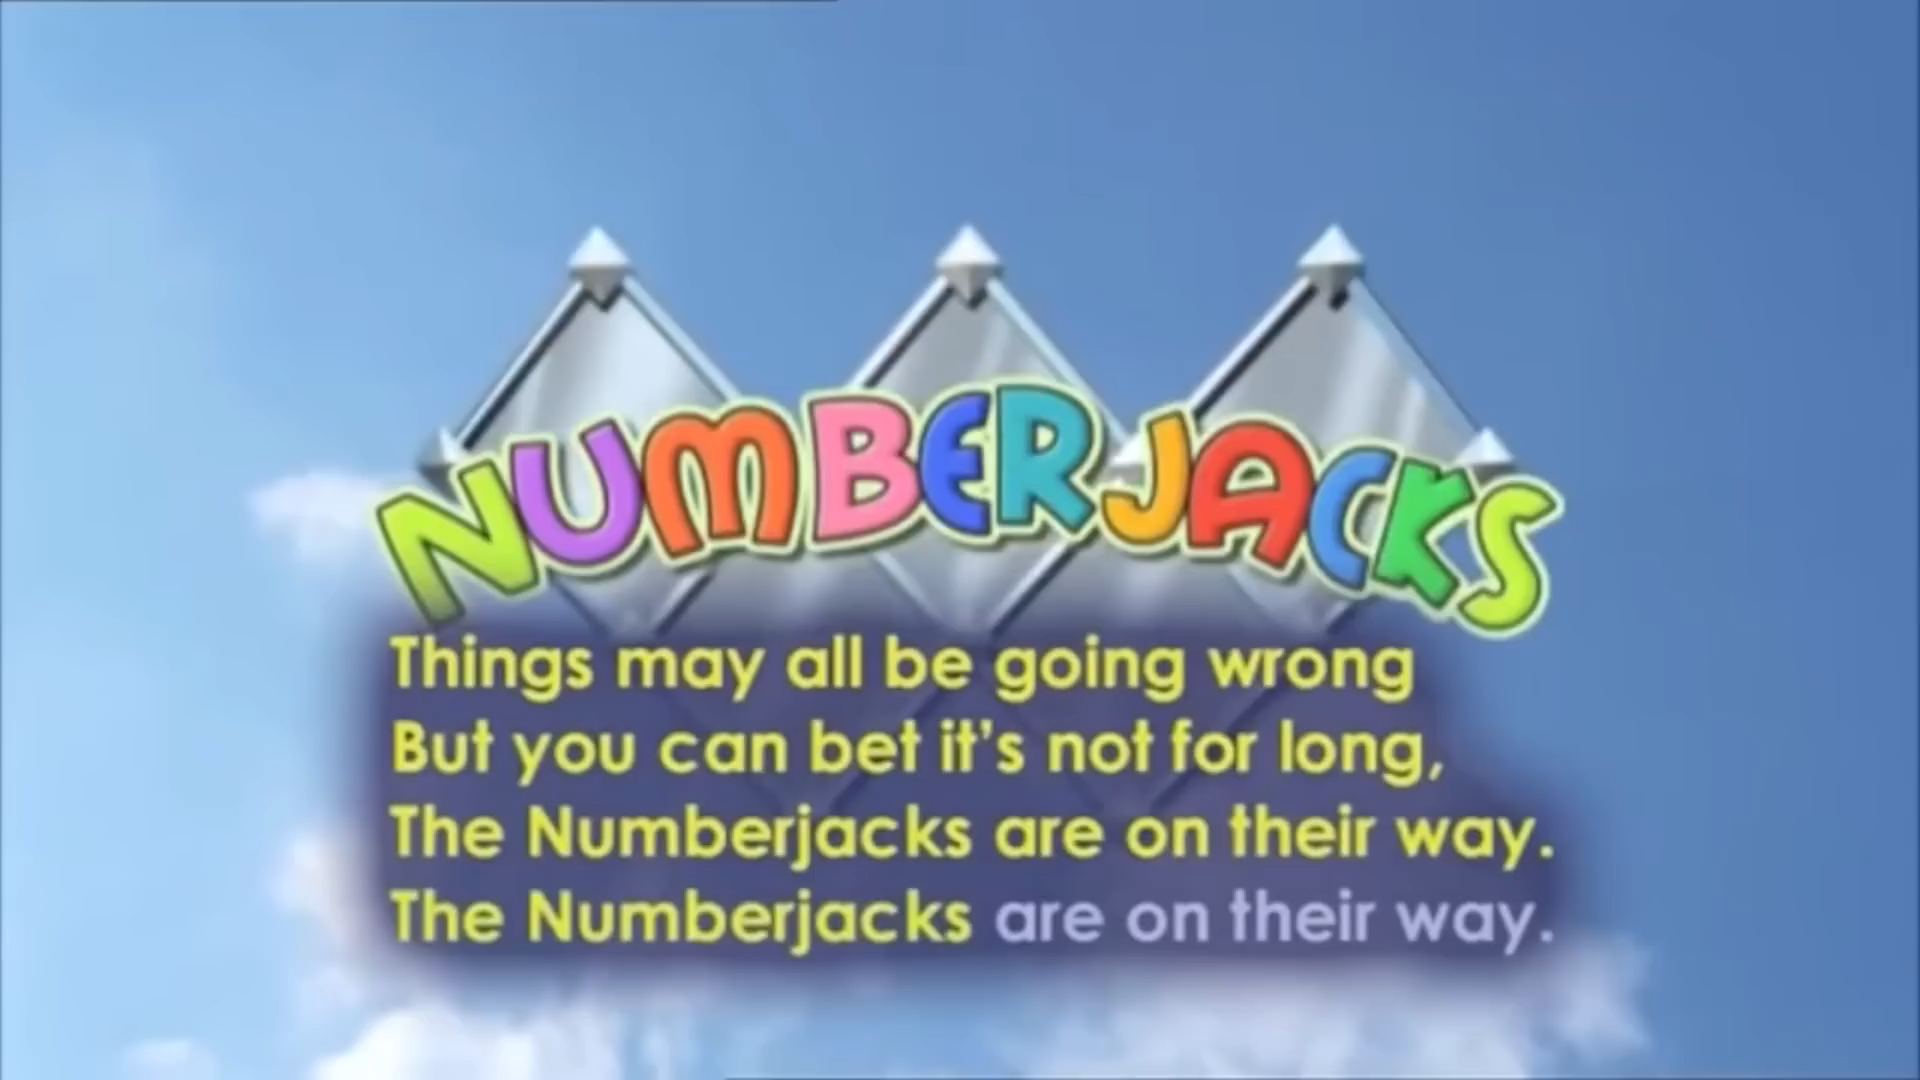 NUMBERJACKS
Things may all be going wrong
But you can bet it's not for long,
The Numberjacks are on their way.
The Numberjacks are on their way.